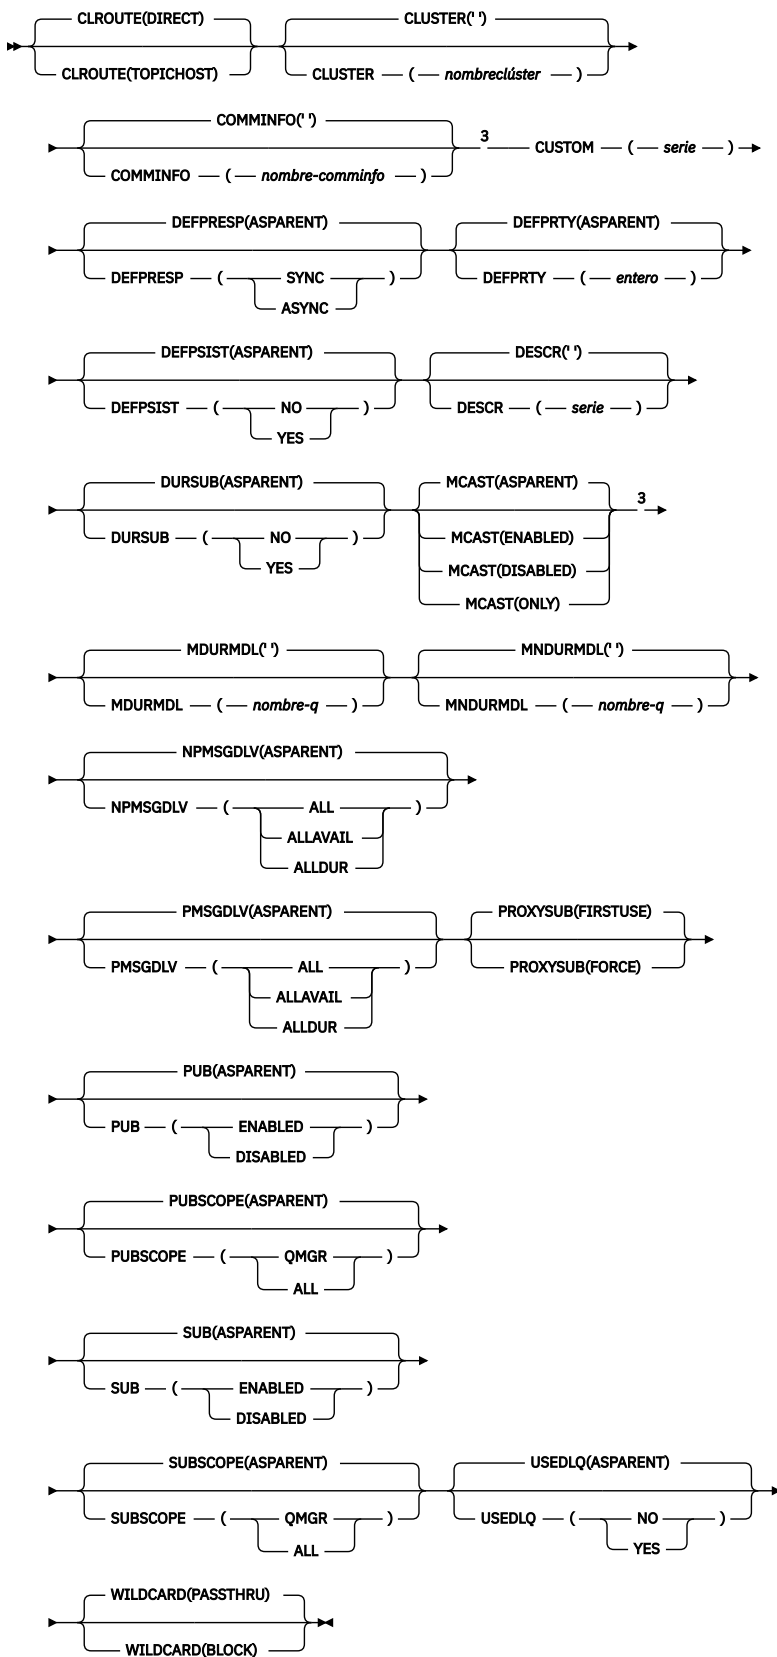 CLROUTE(DIRECT) CLUSTER(' ')
CLROUTE(TOPICHOST) CLUSTER ( nombreclúster )
COMMINFO(' ') 3 CUSTOM ( serie )
COMMINFO ( nombre-comminfo )
DEFPRESP(ASPARENT) DEFPRTY(ASPARENT)
DEFPRESP ( SYNC ) DEFPRTY ( entero )
ASYNC
DEFPSIST(ASPARENT) DESCR(' ')
DEFPSIST ( NO ) DESCR ( serie )
YES
DURSUB(ASPARENT) MCAST(ASPARENT) 3
DURSUB ( NO ) MCAST(ENABLED)
YES MCAST(DISABLED)
MCAST(ONLY)
MDURMDL(' ') MNDURMDL(' ')
MDURMDL ( nombre-q ) MNDURMDL ( nombre-q )
NPMSGDLV(ASPARENT)
NPMSGDLV ( ALL )
ALLAVAIL
ALLDUR
PMSGDLV(ASPARENT) PROXYSUB(FIRSTUSE)
PMSGDLV ( ALL ) PROXYSUB(FORCE)
ALLAVAIL
ALLDUR
PUB(ASPARENT)
PUB ( ENABLED )
DISABLED
PUBSCOPE(ASPARENT)
PUBSCOPE ( QMGR )
ALL
SUB(ASPARENT)
SUB ( ENABLED )
DISABLED
SUBSCOPE(ASPARENT) USEDLQ(ASPARENT)
SUBSCOPE ( QMGR ) USEDLQ ( NO )
ALL YES
WILDCARD(PASSTHRU)
WILDCARD(BLOCK)